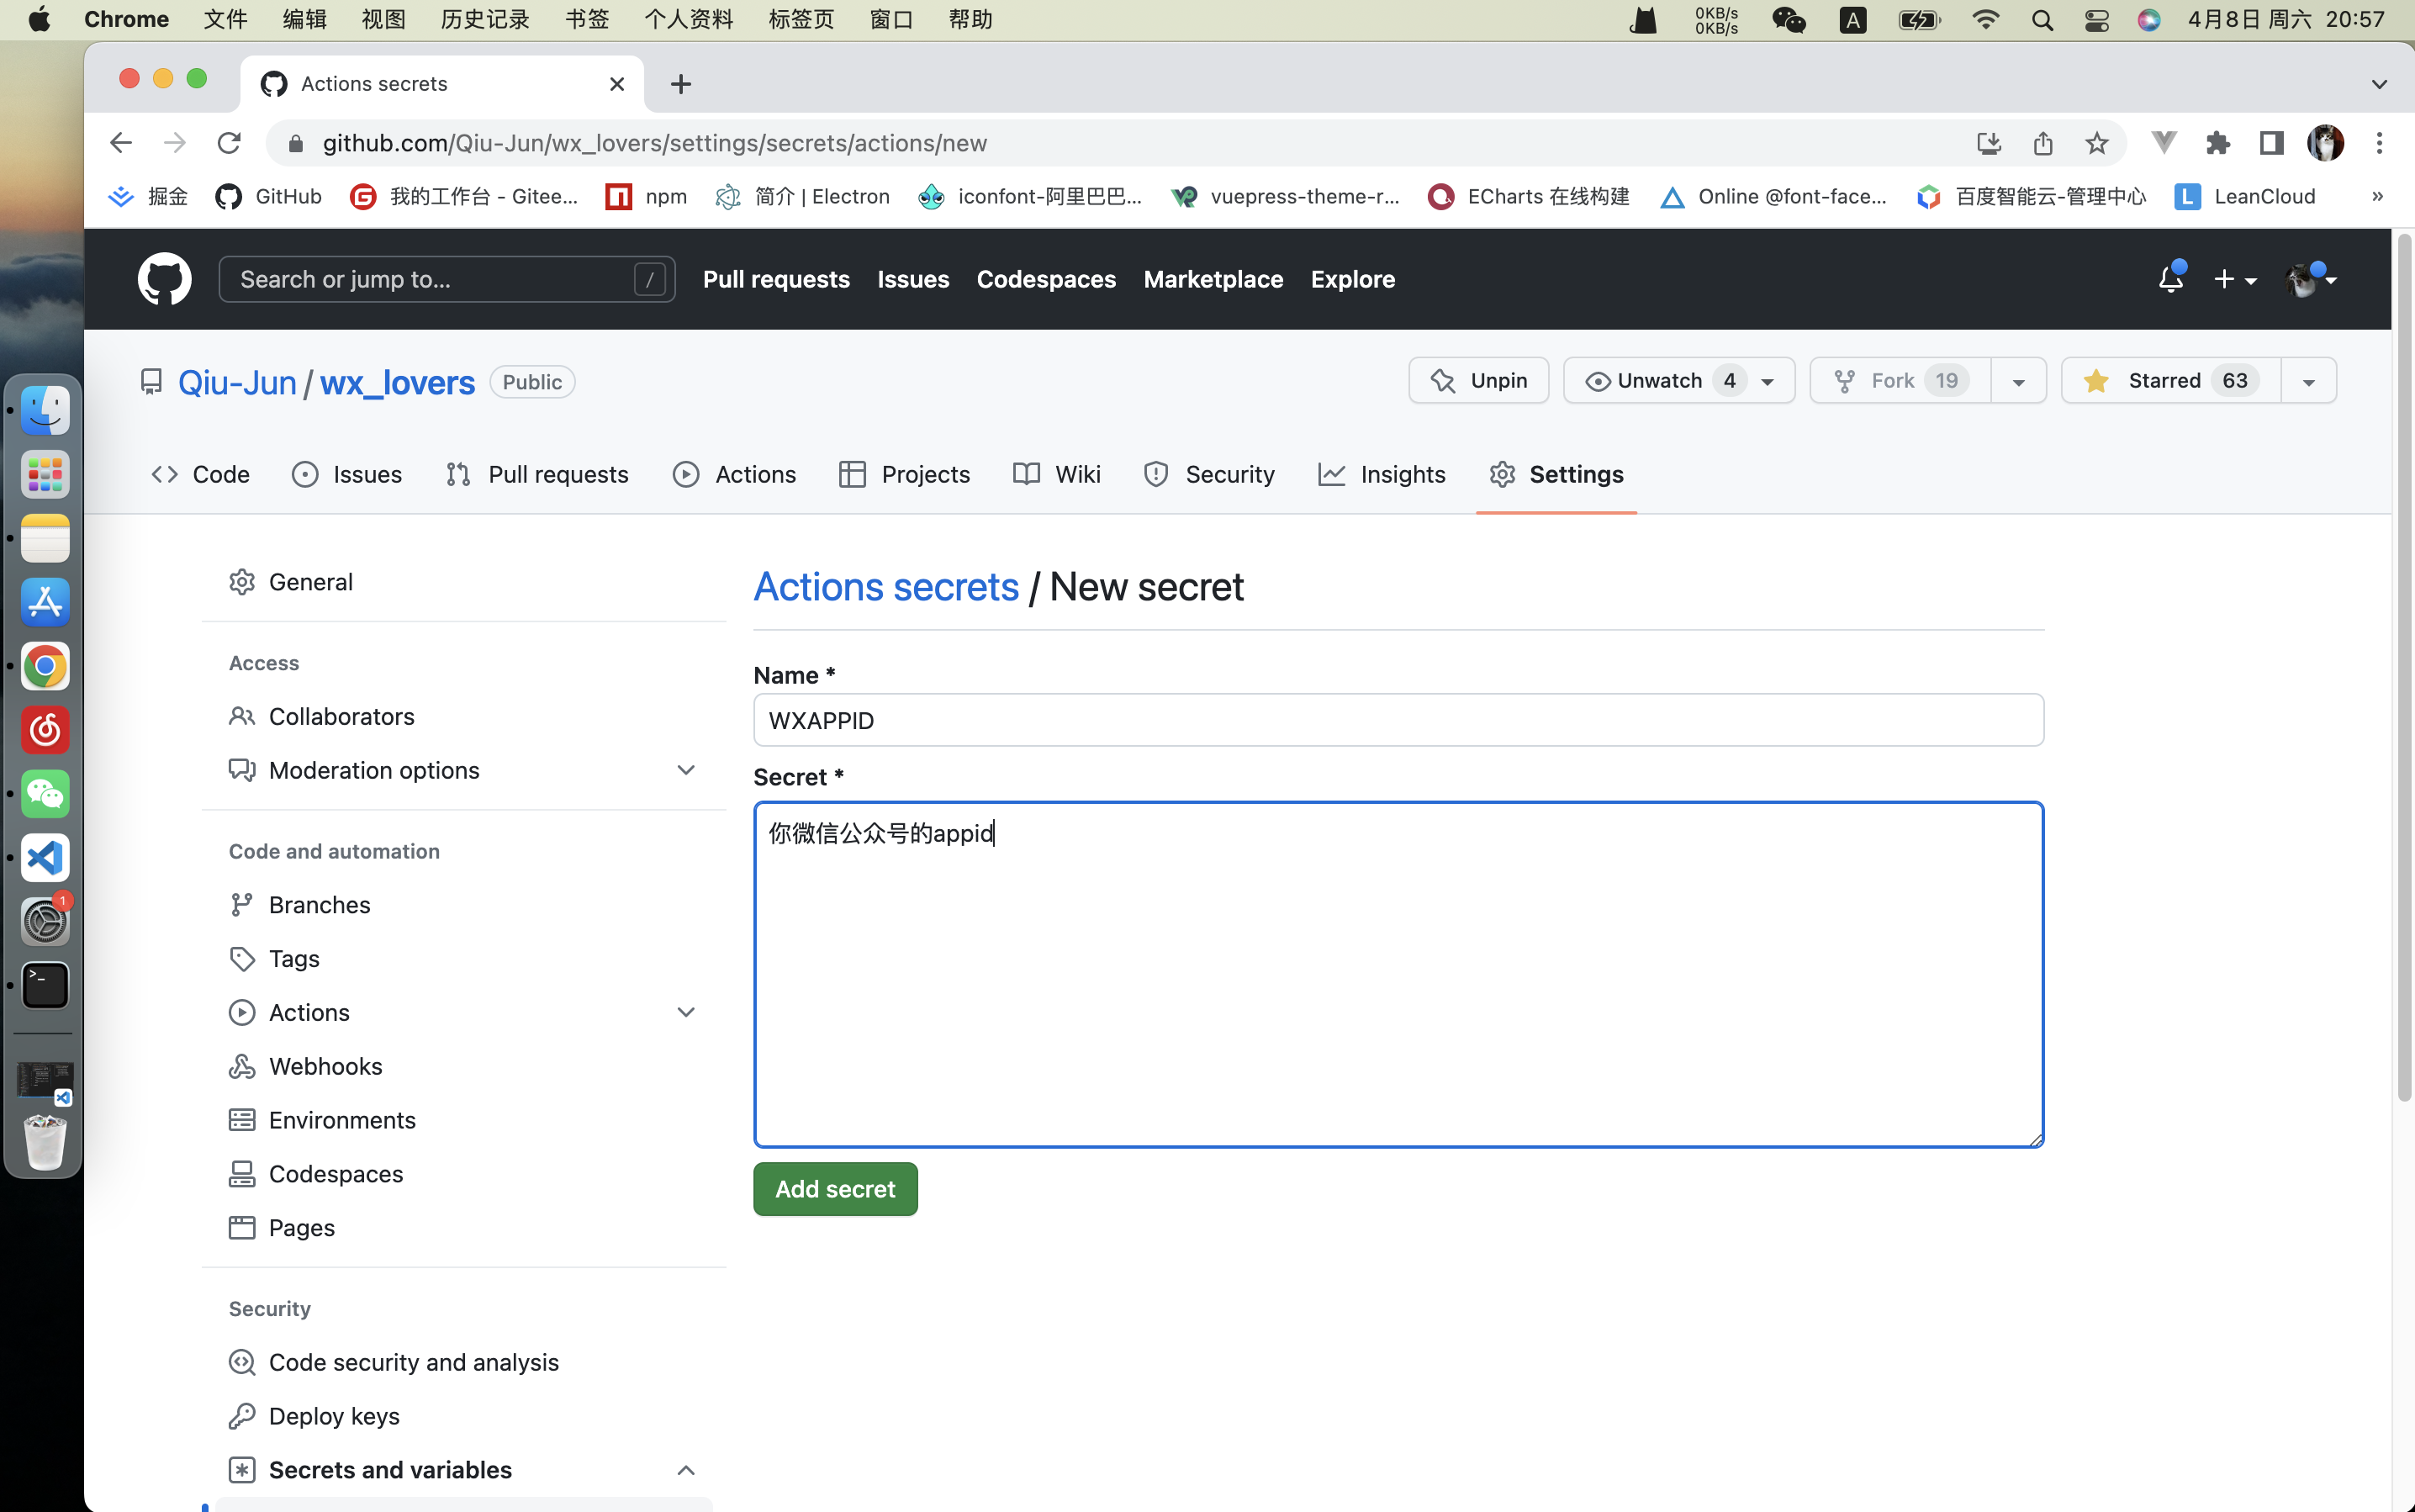 Chrome 文件 编辑 视图 历史记录 书签 个人资料 标签页 窗口 帮助 0KB/s 0KB/s A 4月8日 周六 20:57
Actions secrets
github.com/Qiu-Jun/wx_lovers/settings/secrets/actions/new
掘金 GitHub 我的工作台 - Gitee... npm 简介 | Electron iconfont-阿里巴巴... vuepress-theme-r... ECharts 在线构建 Online @font-face... 百度智能云-管理中心 L LeanCloud »
Search or jump to... / Pull requests Issues Codespaces Marketplace Explore
Qiu-Jun / wx_lovers Public Unpin Unwatch 4 Fork 19 Starred 63
Code Issues Pull requests Actions Projects Wiki Security Insights Settings
General
Access
Collaborators
Moderation options
Code and automation
Branches
Tags
Actions
Webhooks
Environments
Codespaces
Pages
Security
Code security and analysis
Deploy keys
Secrets and variables
Actions secrets / New secret
Name *
WXAPPID
Secret *
你微信公众号的appid
Add secret
1